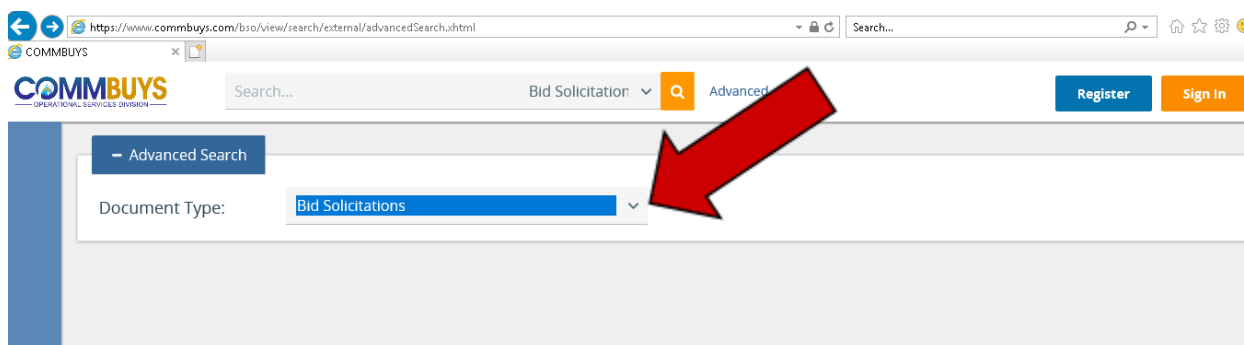 https://www.commbuys.com/bso/view/search/external/advancedSearch.xhtml
Search...
COMMBUYS
COMMBUYS
OPERATIONAL SERVICES DIVISION
Search...
Bid Solicitation
Advanced
Register
Sign In
– Advanced Search
Document Type:
Bid Solicitations